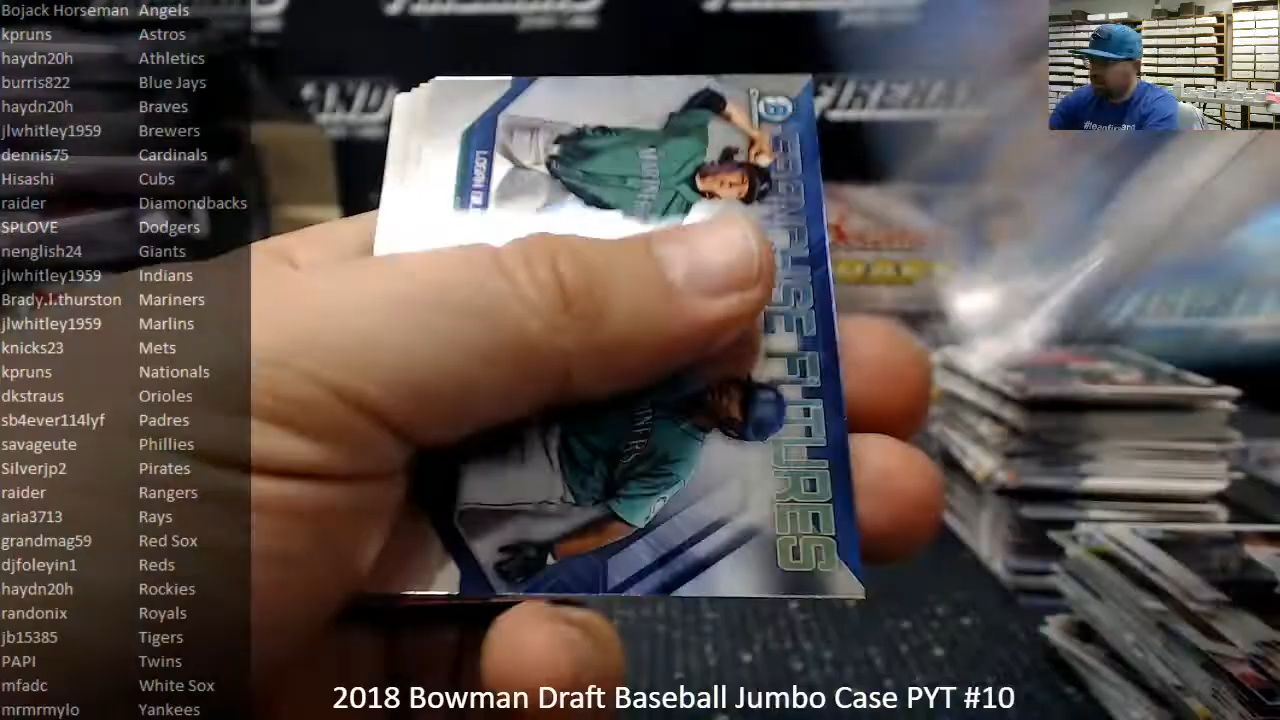 Bojack Horseman Angels
kpruns Astros
haydn20h Athletics
burris822 Blue Jays
haydn20h Braves
jlwhitley1959 Brewers
dennis75 Cardinals
Hisashi Cubs
raider Diamondbacks
SPLOVE Dodgers
nenglish24 Giants
jlwhitley1959 Indians
Brady.l.thurston Mariners
jlwhitley1959 Marlins
knicks23 Mets
kpruns Nationals
dkstraus Orioles
sb4ever114lyf Padres
savageute Phillies
Silverjp2 Pirates
raider Rangers
aria3713 Rays
grandmag59 Red Sox
djfoleyin1 Reds
haydn20h Rockies
randonix Royals
jb15385 Tigers
PAPI Twins
mfadc White Sox
mrmrmylo Yankees
LOGAN
FUTURES
2018 Bowman Draft Baseball Jumbo Case PYT #10